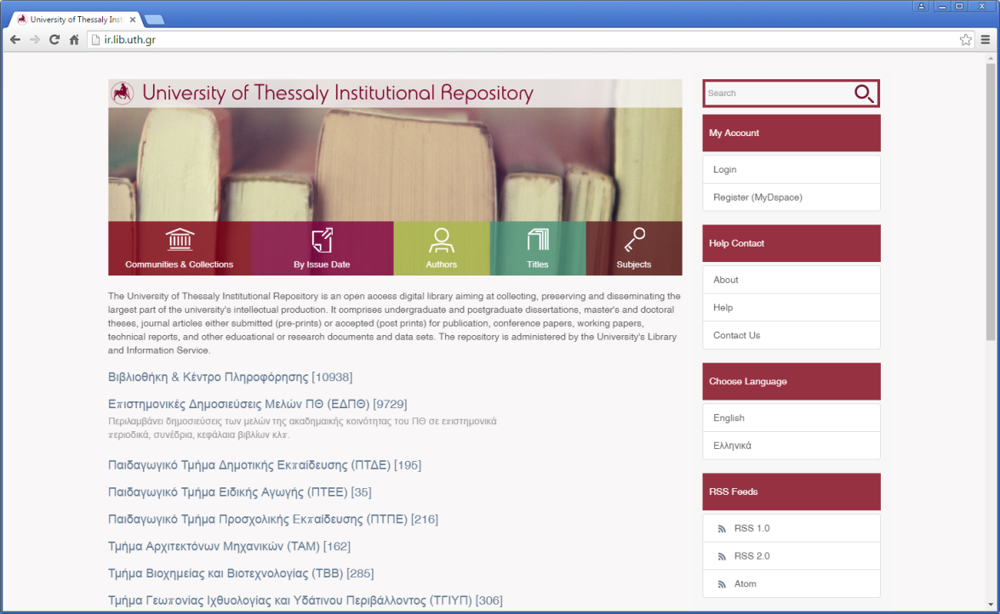 University of Thessaly Inst
ir.lib.uth.gr
University of Thessaly Institutional Repository
Communities & Collections
By Issue Date
Authors
Titles
Subjects
The University of Thessaly Institutional Repository is an open access digital library aiming at collecting, preserving and disseminating the
largest part of the university's intellectual production. It comprises undergraduate and postgraduate dissertations, master's and doctoral
theses, journal articles either submitted (pre-prints) or accepted (post prints) for publication, conference papers, working papers,
technical reports, and other educational or research documents and data sets. The repository is administered by the University's Library
and Information Service.
Βιβλιοθήκη & Κέντρο Πληροφόρησης [10938]
Επιστημονικές Δημοσιεύσεις Μελών ΠΘ (ΕΔΠΘ) [9729]
Περιλαμβάνει δημοσιεύσεις των μελών της ακαδημαικής κοινότητας του ΠΘ σε επιστημονικά
περιοδικά, συνέδρια, κεφάλαια βιβλίων κλπ.
Παιδαγωγικό Τμήμα Δημοτικής Εκπαίδευσης (ΠΤΔΕ) [195]
Παιδαγωγικό Τμήμα Ειδικής Αγωγής (ΠΤΕΕ) [35]
Παιδαγωγικό Τμήμα Προσχολικής Εκπαίδευσης (ΠΤΠΕ) [216]
Τμήμα Αρχιτεκτόνων Μηχανικών (ΤΑΜ) [162]
Τμήμα Βιοχημείας και Βιοτεχνολογίας (ΤΒΒ) [285]
Τμήμα Γεωπονίας Ιχθυολογίας και Υδάτινου Περιβάλλοντος (ΤΓΙΥΠ) [306]
Search
My Account
Login
Register (MyDspace)
Help Contact
About
Help
Contact Us
Choose Language
English
Ελληνικά
RSS Feeds
RSS 1.0
RSS 2.0
Atom